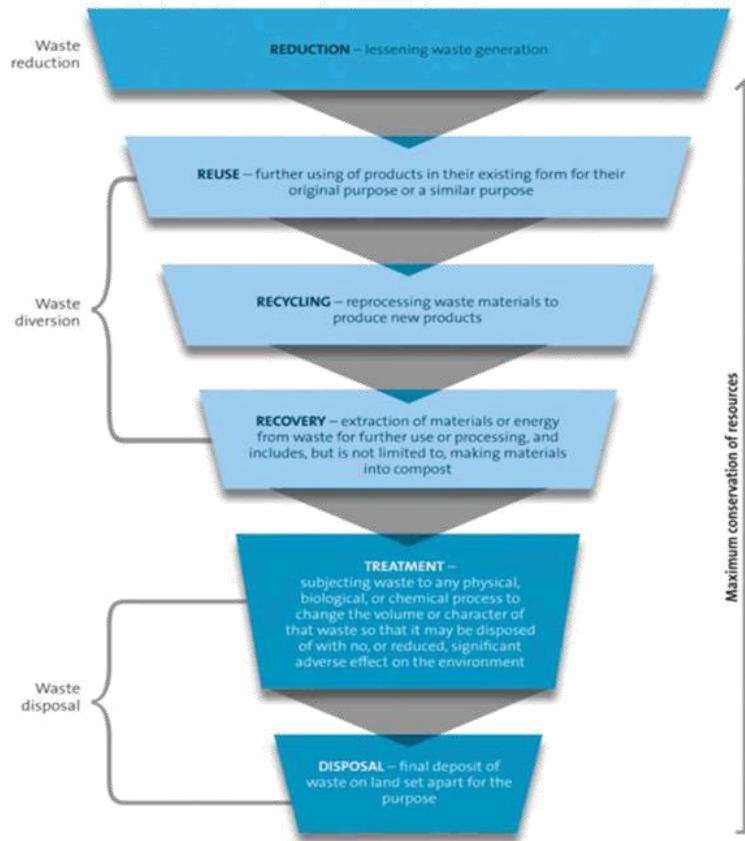 Waste
reduction
REDUCTION – lessening waste generation
REUSE – further using of products in their existing form for their
original purpose or a similar purpose
Waste
diversion
RECYCLING – reprocessing waste materials to
produce new products
RECOVERY – extraction of materials or energy
from waste for further use or processing, and
includes, but is not limited to, making materials
into compost
Waste
disposal
TREATMENT –
subjecting waste to any physical,
biological, or chemical process to
change the volume or character of
that waste so that it may be disposed
of with no, or reduced, significant
adverse effect on the environment
DISPOSAL – final deposit of
waste on land set apart for the
purpose
Maximum conservation of resources